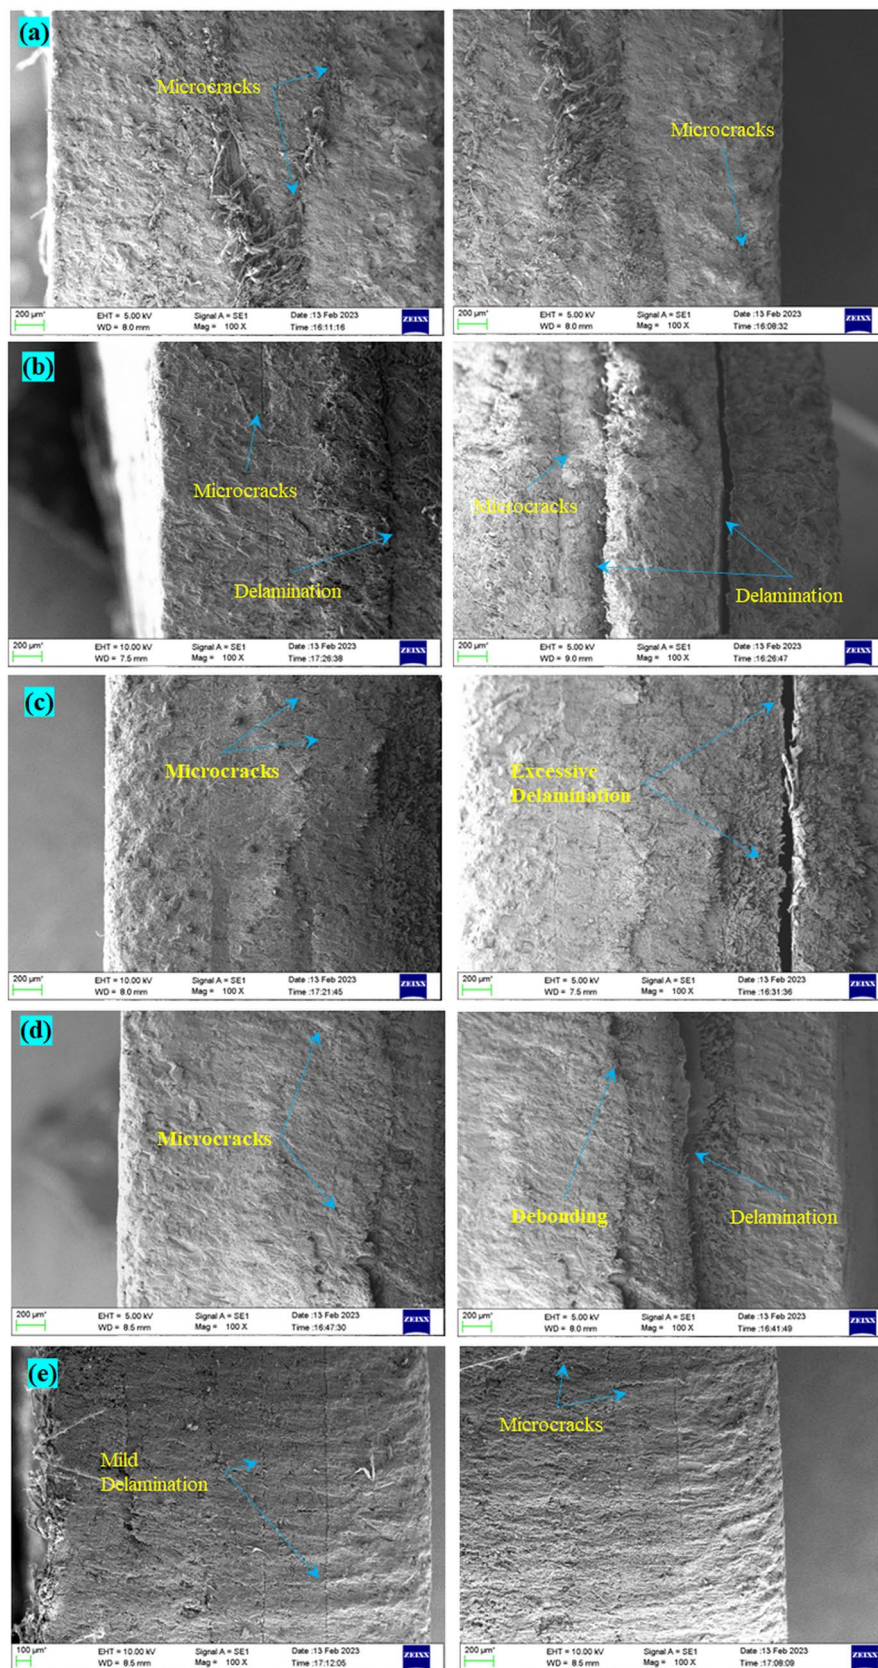 (a)
Microcracks
200 µm*
EHT = 5.00 kV
WD = 8.0 mm
Signal A = SE1
Mag = 100 X
Date :13 Feb 2023
Time :16:11:16
ZEISS
Microcracks
200 µm*
EHT = 5.00 kV
WD = 8.0 mm
Signal A = SE1
Mag = 100 X
Date :13 Feb 2023
Time :16:08:32
ZEISS
(b)
Microcracks
Delamination
200 µm*
EHT = 10.00 kV
WD = 7.5 mm
Signal A = SE1
Mag = 100 X
Date :13 Feb 2023
Time :17:26:38
ZEISS
Microcracks
Delamination
200 µm*
EHT = 5.00 kV
WD = 9.0 mm
Signal A = SE1
Mag = 100 X
Date :13 Feb 2023
Time :16:26:47
ZEISS
(c)
Microcracks
200 µm*
EHT = 10.00 kV
WD = 8.0 mm
Signal A = SE1
Mag = 100 X
Date :13 Feb 2023
Time :17:21:45
ZEISS
Excessive
Delamination
200 µm*
EHT = 5.00 kV
WD = 7.5 mm
Signal A = SE1
Mag = 100 X
Date :13 Feb 2023
Time :16:31:36
ZEISS
(d)
Microcracks
200 µm*
EHT = 5.00 kV
WD = 8.5 mm
Signal A = SE1
Mag = 100 X
Date :13 Feb 2023
Time :16:47:30
ZEISS
Debonding
Delamination
200 µm*
EHT = 5.00 kV
WD = 8.0 mm
Signal A = SE1
Mag = 100 X
Date :13 Feb 2023
Time :16:41:49
ZEISS
(e)
Mild
Delamination
100 µm*
EHT = 10.00 kV
WD = 8.5 mm
Signal A = SE1
Mag = 100 X
Date :13 Feb 2023
Time :17:12:05
ZEISS
Microcracks
200 µm*
EHT = 10.00 kV
WD = 8.5 mm
Signal A = SE1
Mag = 100 X
Date :13 Feb 2023
Time :17:08:09
ZEISS